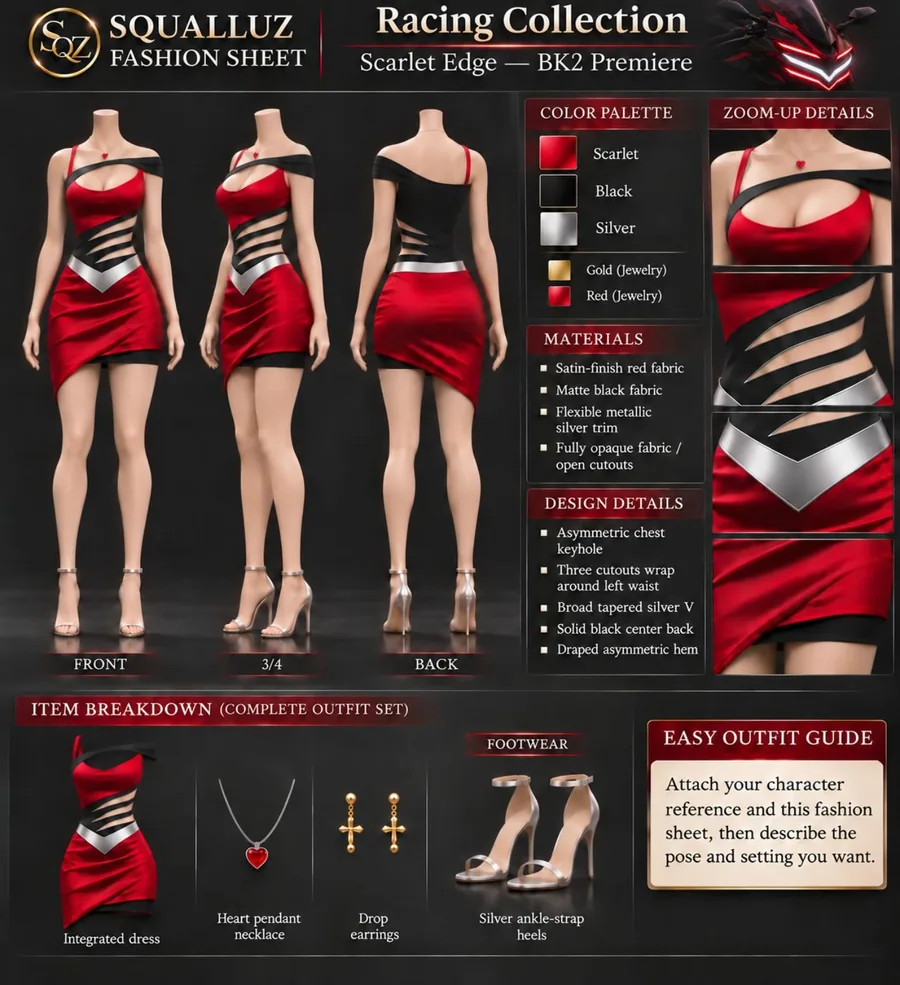 SQZ
SQUALLUZ
FASHION SHEET
Racing Collection
Scarlet Edge — BK2 Premiere
FRONT
3/4
BACK
COLOR PALETTE
Scarlet
Black
Silver
Gold (Jewelry)
Red (Jewelry)
MATERIALS
Satin-finish red fabric
Matte black fabric
Flexible metallic
silver trim
Fully opaque fabric /
open cutouts
DESIGN DETAILS
Asymmetric chest
keyhole
Three cutouts wrap
around left waist
Broad tapered silver V
Solid black center back
Draped asymmetric hem
ZOOM-UP DETAILS
ITEM BREAKDOWN (COMPLETE OUTFIT SET)
Integrated dress
Heart pendant
necklace
Drop
earrings
FOOTWEAR
Silver ankle-strap
heels
EASY OUTFIT GUIDE
Attach your character
reference and this fashion
sheet, then describe the
pose and setting you want.